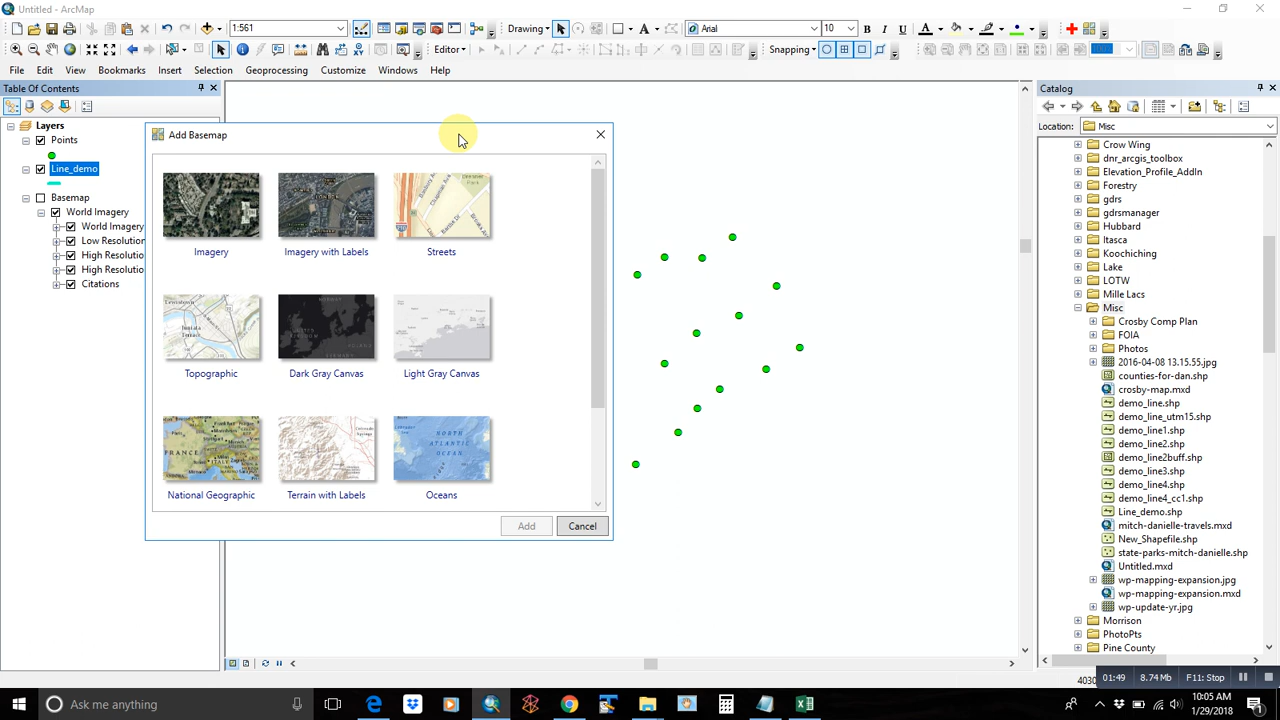 Untitled - ArcMap
1:561
Drawing
Arial
10
B
I
U
A
Editor
Snapping
File
Edit
View
Bookmarks
Insert
Selection
Geoprocessing
Customize
Windows
Help
Table Of Contents
Layers
Points
Line_demo
Basemap
World Imagery
World Imagery
Low Resolution
High Resolutio
High Resolutio
Citations
Add Basemap
Imagery
Imagery with Labels
Streets
Topographic
Dark Gray Canvas
Light Gray Canvas
FRANCE
NORTH
ATLANTIC
OCEAN
National Geographic
Terrain with Labels
Oceans
Add
Cancel
Catalog
Location:
Misc
Crow Wing
dnr_arcgis_toolbox
Elevation_Profile_AddIn
Forestry
gdrs
gdrsmanager
Hubbard
Itasca
Koochiching
Lake
LOTW
Mille Lacs
Misc
Crosby Comp Plan
FOIA
Photos
2016-04-08 13.15.55.jpg
counties-for-dan.shp
crosby-map.mxd
demo_line.shp
demo_line_utm15.shp
demo_line1.shp
demo_line2.shp
demo_line2buff.shp
demo_line3.shp
demo_line4.shp
demo_line4_cc1.shp
Line_demo.shp
mitch-danielle-travels.mxd
New_Shapefile.shp
state-parks-mitch-danielle.shp
Untitled.mxd
wp-mapping-expansion.jpg
wp-mapping-expansion.mxd
wp-update-yr.jpg
Morrison
PhotoPts
Pine County
4030
01:49
8.74 Mb
F11: Stop
Ask me anything
10:05 AM
1/29/2018